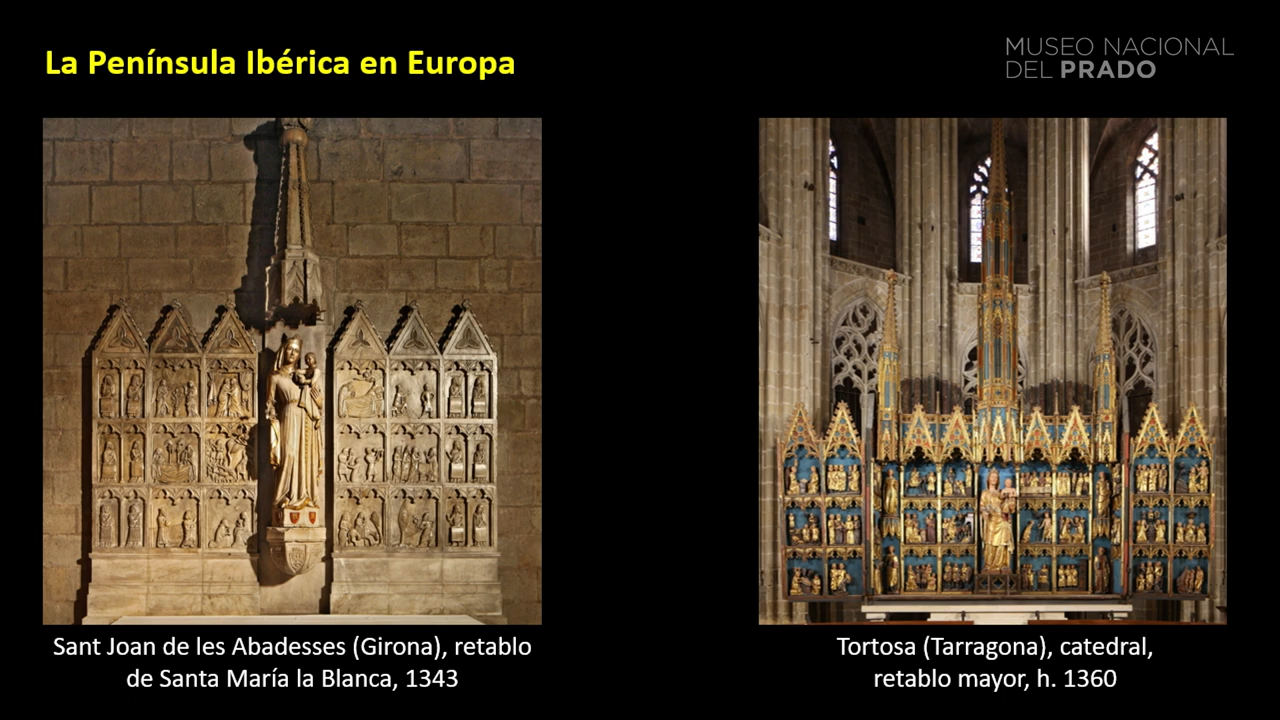 La Península Ibérica en Europa
MUSEO NACIONAL
DEL PRADO
Sant Joan de les Abadesses (Girona), retablo
de Santa María la Blanca, 1343
Tortosa (Tarragona), catedral,
retablo mayor, h. 1360